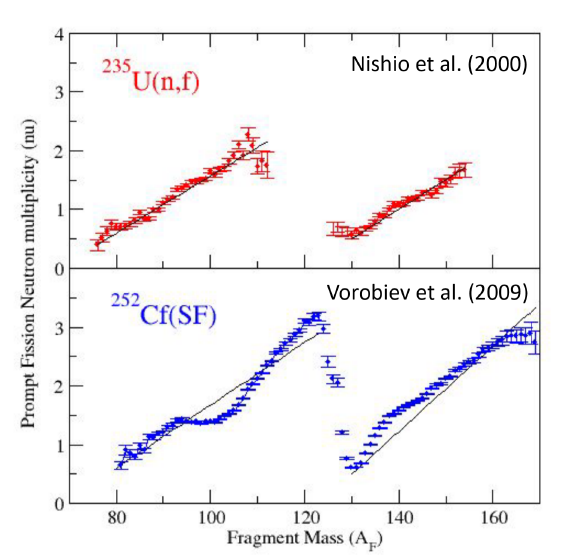 4
²³⁵U(n,f)
Nishio et al. (2000)
3
2
1
0
²⁵²Cf(SF)
Vorobiev et al. (2009)
3
2
1
0
80 100 120 140 160
Fragment Mass (A_F)
Prompt Fission Neutron multiplicity (nu)